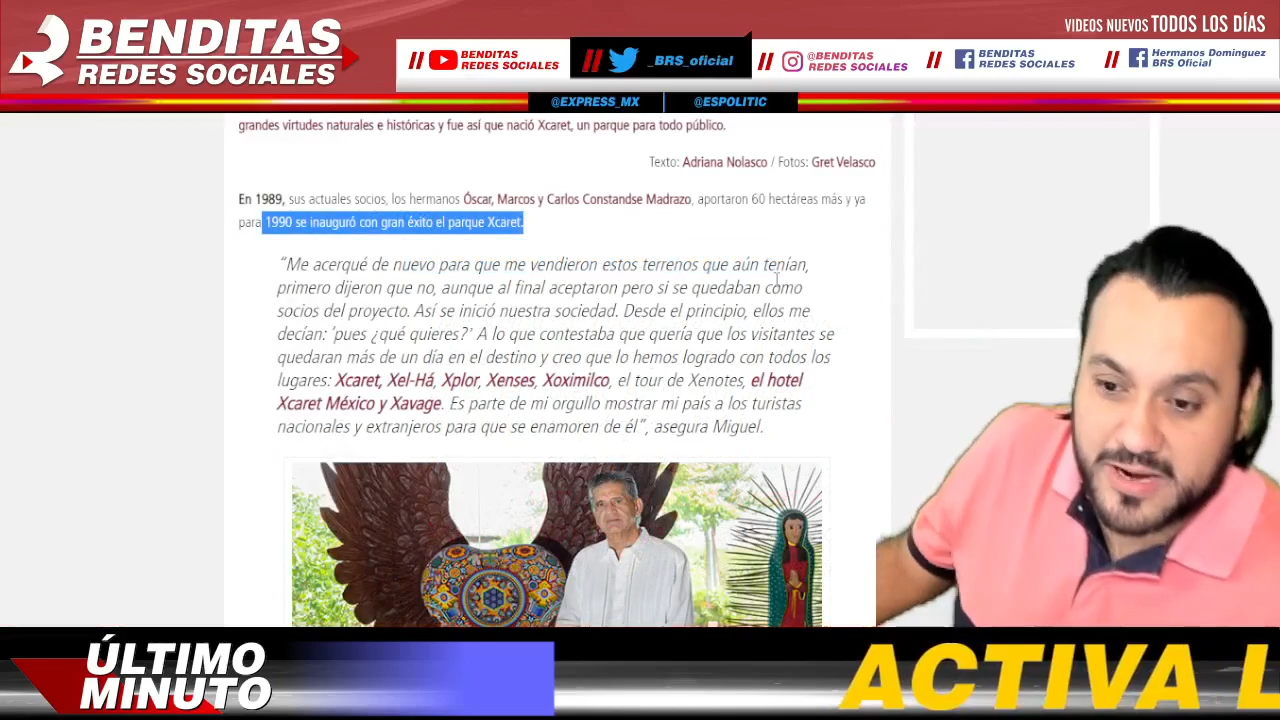 BENDITAS
REDES SOCIALES
VIDEOS NUEVOS TODOS LOS DÍAS
// BENDITAS
REDES SOCIALES
// _BRS_oficial
// @BENDITAS
REDES SOCIALES
// BENDITAS
REDES SOCIALES
// Hermanos Dominguez
BRS Oficial
@EXPRESS_MX
@ESPOLITIC
grandes virtudes naturales e históricas y fue así que nació Xcaret, un parque para todo público.
Texto: Adriana Nolasco / Fotos: Gret Velasco
En 1989, sus actuales socios, los hermanos Óscar, Marcos y Carlos Constandse Madrazo, aportaron 60 hectáreas más y ya
para 1990 se inauguró con gran éxito el parque Xcaret.
“Me acerqué de nuevo para que me vendieron estos terrenos que aún tenían,
primero dijeron que no, aunque al final aceptaron pero si se quedaban como
socios del proyecto. Así se inició nuestra sociedad. Desde el principio, ellos me
decían: ‘pues ¿qué quieres?’ A lo que contestaba que quería que los visitantes se
quedaran más de un día en el destino y creo que lo hemos logrado con todos los
lugares: Xcaret, Xel-Há, Xplor, Xenses, Xoximilco, el tour de Xenotes, el hotel
Xcaret México y Xavage. Es parte de mi orgullo mostrar mi país a los turistas
nacionales y extranjeros para que se enamoren de él”, asegura Miguel.
ÚLTIMO
MINUTO
ACTIVA L